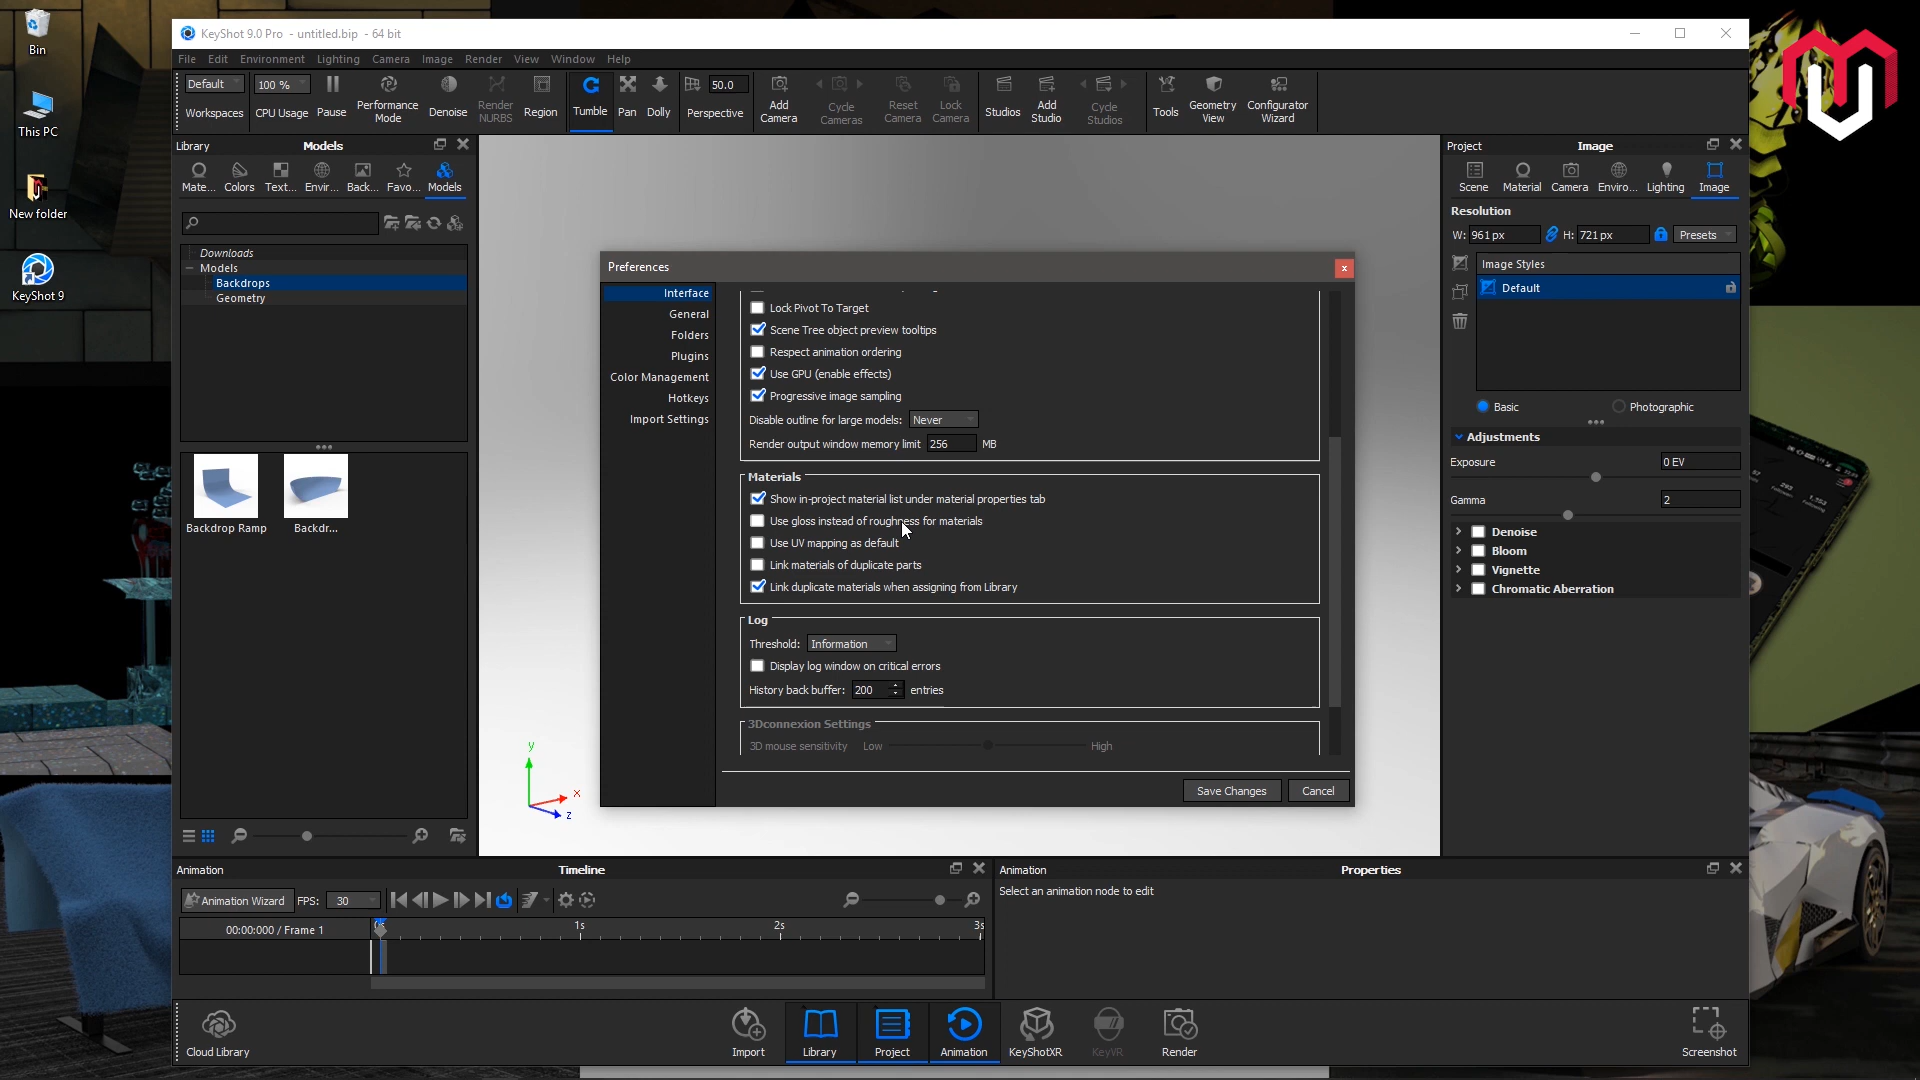 Bin
This PC
New folder
KeyShot 9
KeyShot 9.0 Pro - untitled.bip - 64 bit
File Edit Environment Lighting Camera Image Render View Window Help
Default
Workspaces
100 %
CPU Usage
Pause
Performance
Mode
Denoise
Render
NURBS
Region
Tumble
Pan
Dolly
50.0
Perspective
Add
Camera
Cycle
Cameras
Reset
Camera
Lock
Camera
Studios
Add
Studio
Cycle
Studios
Tools
Geometry
View
Configurator
Wizard
Library
Models
Mate... Colors Text... Envir... Back... Favo... Models
Downloads
Models
Backdrops
Geometry
Backdrop Ramp
Backdr...
Preferences
x
Interface
General
Folders
Plugins
Color Management
Hotkeys
Import Settings
Lock Pivot To Target
Scene Tree object preview tooltips
Respect animation ordering
Use GPU (enable effects)
Progressive image sampling
Disable outline for large models: Never
Render output window memory limit 256 MB
Materials
Show in-project material list under material properties tab
Use gloss instead of roughness for materials
Use UV mapping as default
Link materials of duplicate parts
Link duplicate materials when assigning from Library
Log
Threshold: Information
Display log window on critical errors
History back buffer: 200 entries
3Dconnexion Settings
3D mouse sensitivity Low High
Save Changes
Cancel
y
x
z
Project
Image
Scene Material Camera Enviro... Lighting Image
Resolution
W: 961 px H: 721 px Presets
Image Styles
Default
Basic
Photographic
Adjustments
Exposure 0 EV
Gamma 2
Denoise
Bloom
Vignette
Chromatic Aberration
Animation
Timeline
Animation Wizard FPS: 30
00:00:000 / Frame 1
1s 2s 3s
Animation
Properties
Select an animation node to edit
Cloud Library
Import
Library
Project
Animation
KeyShotXR
KeyVR
Render
Screenshot